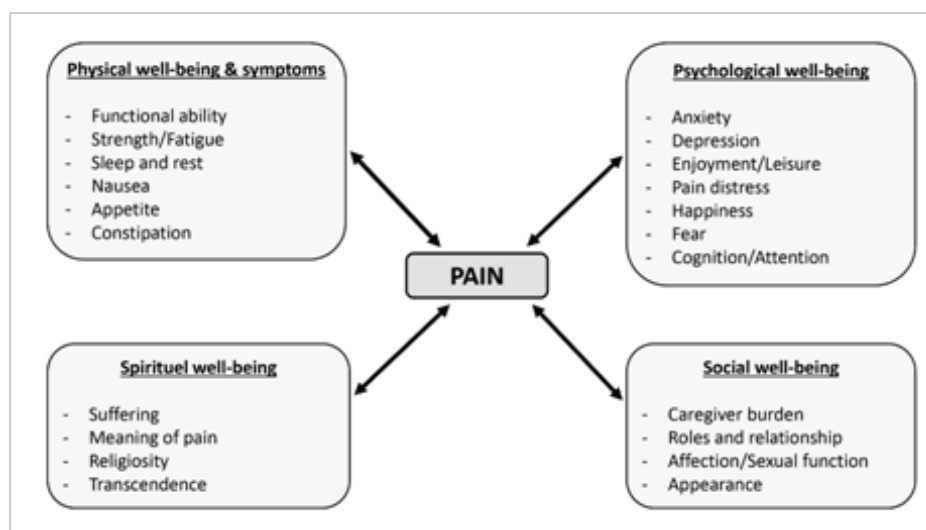 Physical well-being & symptoms
- Functional ability
- Strength/Fatigue
- Sleep and rest
- Nausea
- Appetite
- Constipation
Psychological well-being
- Anxiety
- Depression
- Enjoyment/Leisure
- Pain distress
- Happiness
- Fear
- Cognition/Attention
PAIN
Spirituel well-being
- Suffering
- Meaning of pain
- Religiosity
- Transcendence
Social well-being
- Caregiver burden
- Roles and relationship
- Affection/Sexual function
- Appearance